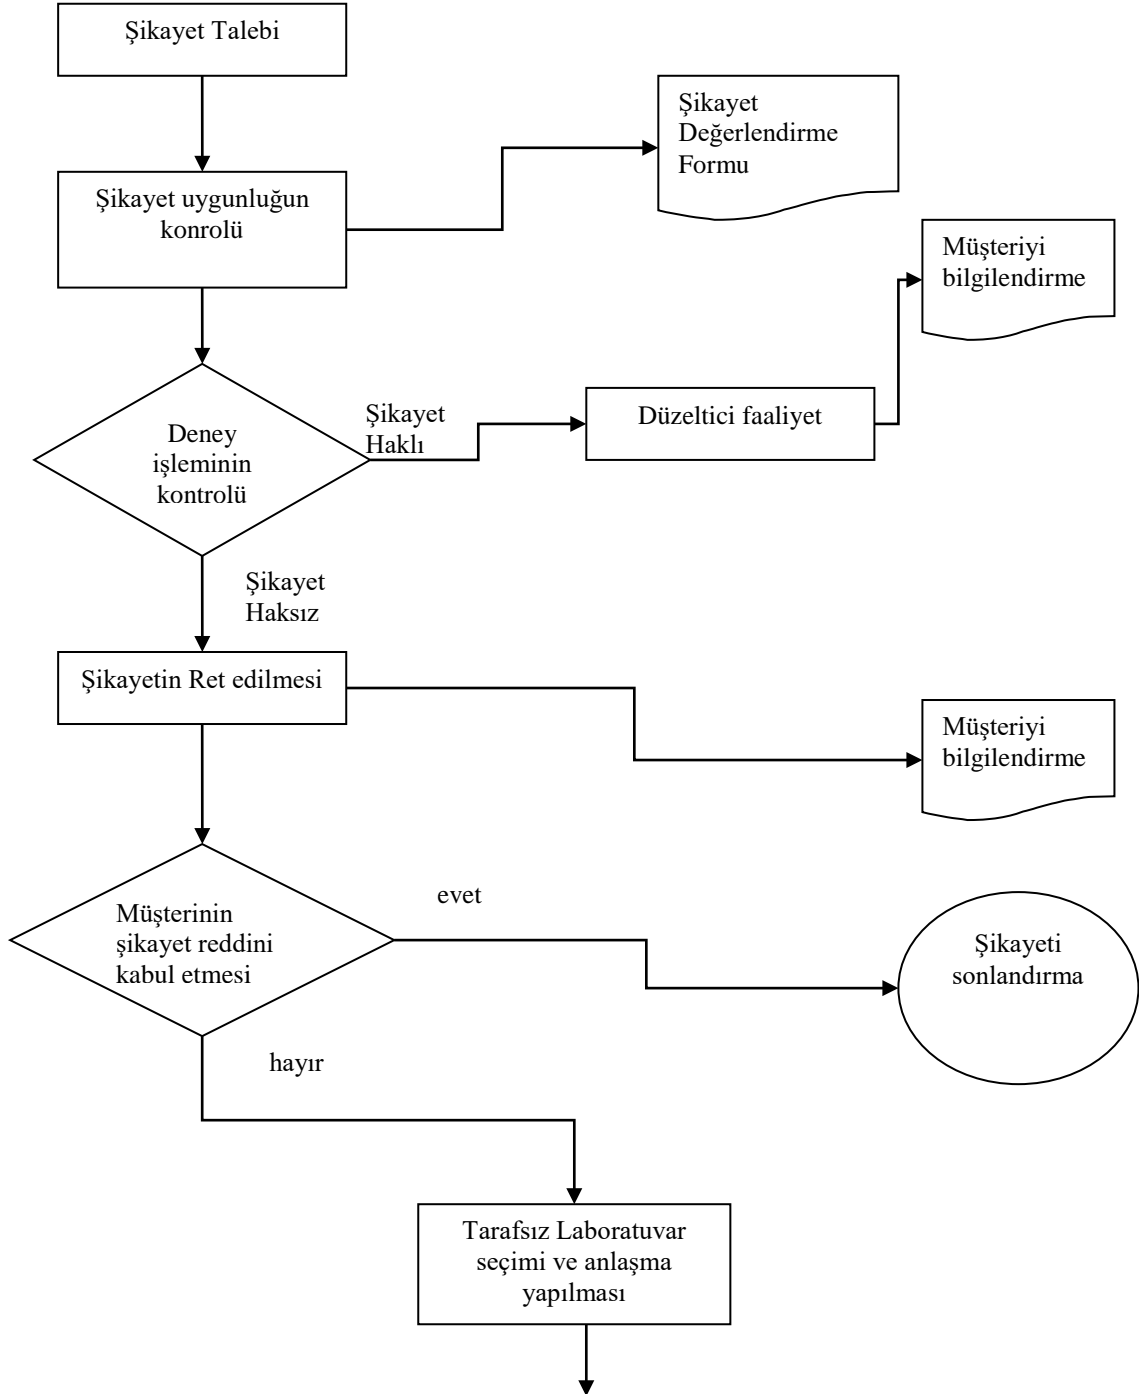 Şikayet Talebi
Şikayet
Değerlendirme
Formu
Şikayet uygunluğun
konrolü
Müşteriyi
bilgilendirme
Şikayet
Haklı
Düzeltici faaliyet
Deney
işleminin
kontrolü
Şikayet
Haksız
Şikayetin Ret edilmesi
Müşteriyi
bilgilendirme
evet
Müşterinin
şikayet reddini
kabul etmesi
Şikayeti
sonlandırma
hayır
Tarafsız Laboratuvar
seçimi ve anlaşma
yapılması